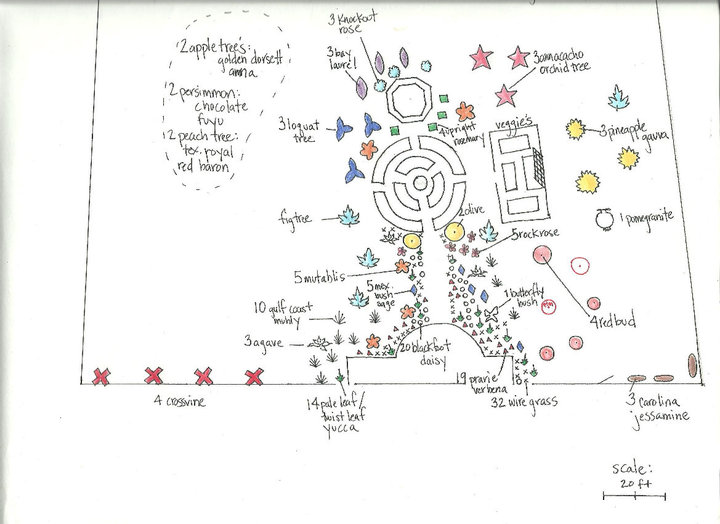 3 Knockout
rose
2 apple tree's:
golden dorsett
anna
3 bay
laurel
3 annacacho
orchid tree
2 persimmon:
chocolate
fuyu
2 peach tree:
tex. royal
red baron
3 loquat
tree
4 upright
rosemary
veggie's
3 pineapple
gauva
fig tree
2 olive
1 pomegranite
5 rockrose
5 mutabilis
5 mex.
bush
sage
1 butterfly
bush
10 gulf coast
muhly
4 redbud
3 agave
20 blackfoot
daisy
4 crossvine
14 pale leaf/
twist leaf
yucca
19 prarie
verbena
32 wire grass
3 carolina
jessamine
scale:
20 ft